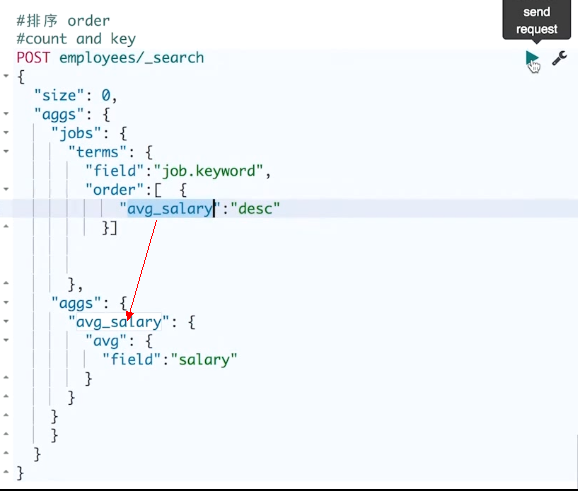 #排序 order
#count and key
POST employees/_search
send
request
{
"size": 0,
"aggs": {
"jobs": {
"terms": {
"field":"job.keyword",
"order":[ {
"avg_salary":"desc"
}]
},
"aggs": {
"avg_salary": {
"avg": {
"field":"salary"
}
}
}
}
}
}